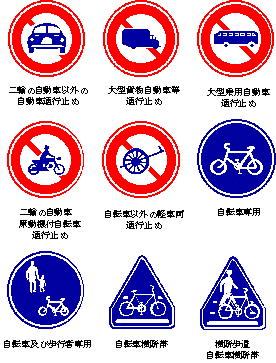 二輪の自動車以外の
自動車通行止め
大型貨物自動車等
通行止め
大型乗用自動車
通行止め
二輪の自動車
原動機付自転車
通行止め
自転車以外の軽車両
通行止め
自転車専用
自転車及び歩行者専用
自転車横断帯
横断歩道
自転車横断帯